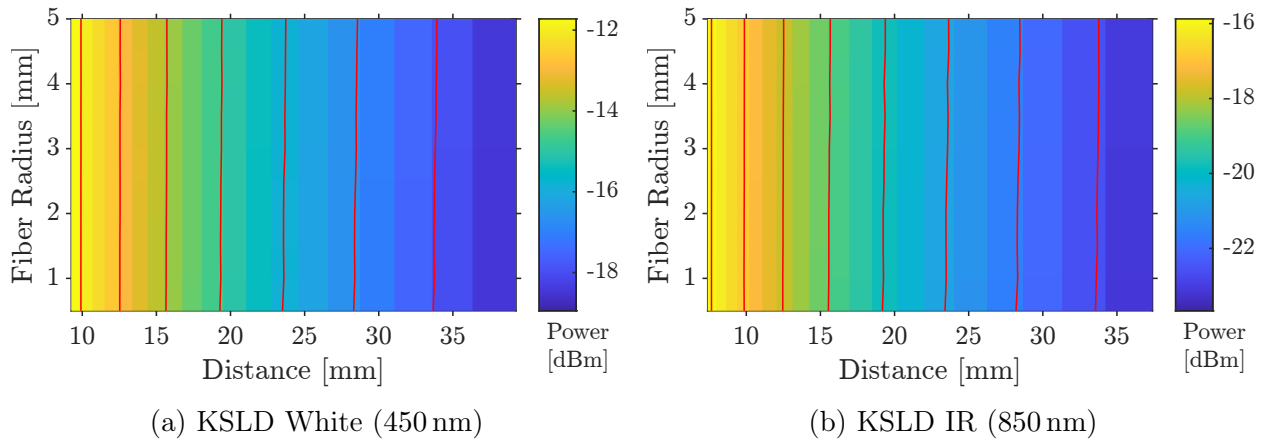 5
4
3
2
1
Fiber Radius [mm]
10 15 20 25 30 35
Distance [mm]
-12
-14
-16
-18
Power
[dBm]
(a) KSLD White (450 nm)
5
4
3
2
1
Fiber Radius [mm]
10 15 20 25 30 35
Distance [mm]
-16
-18
-20
-22
Power
[dBm]
(b) KSLD IR (850 nm)